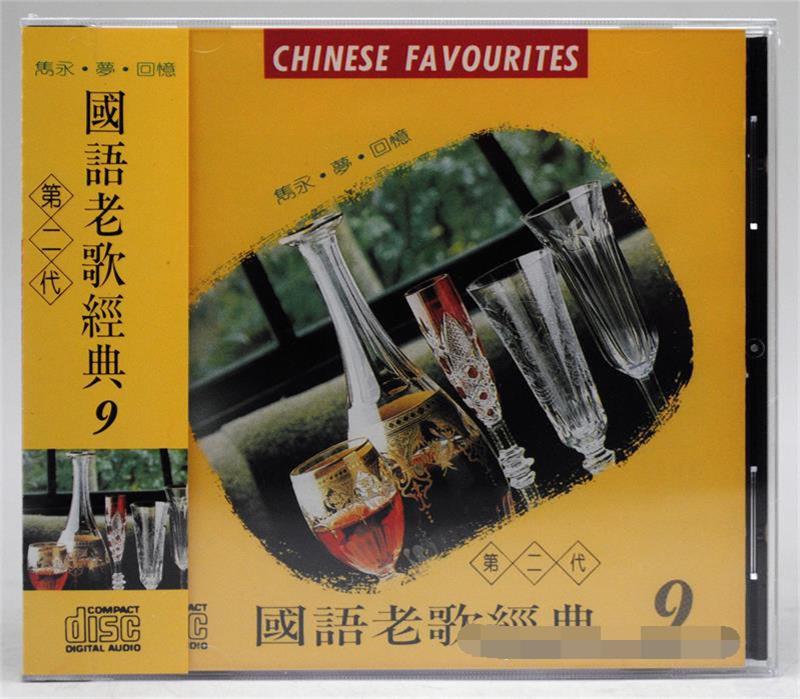 雋永·夢·回憶
國語老歌經典9
第二代
COMPACT
disc
DIGITAL AUDIO
CHINESE FAVOURITES
雋永·夢·回憶
第二代
國語老歌經典 9